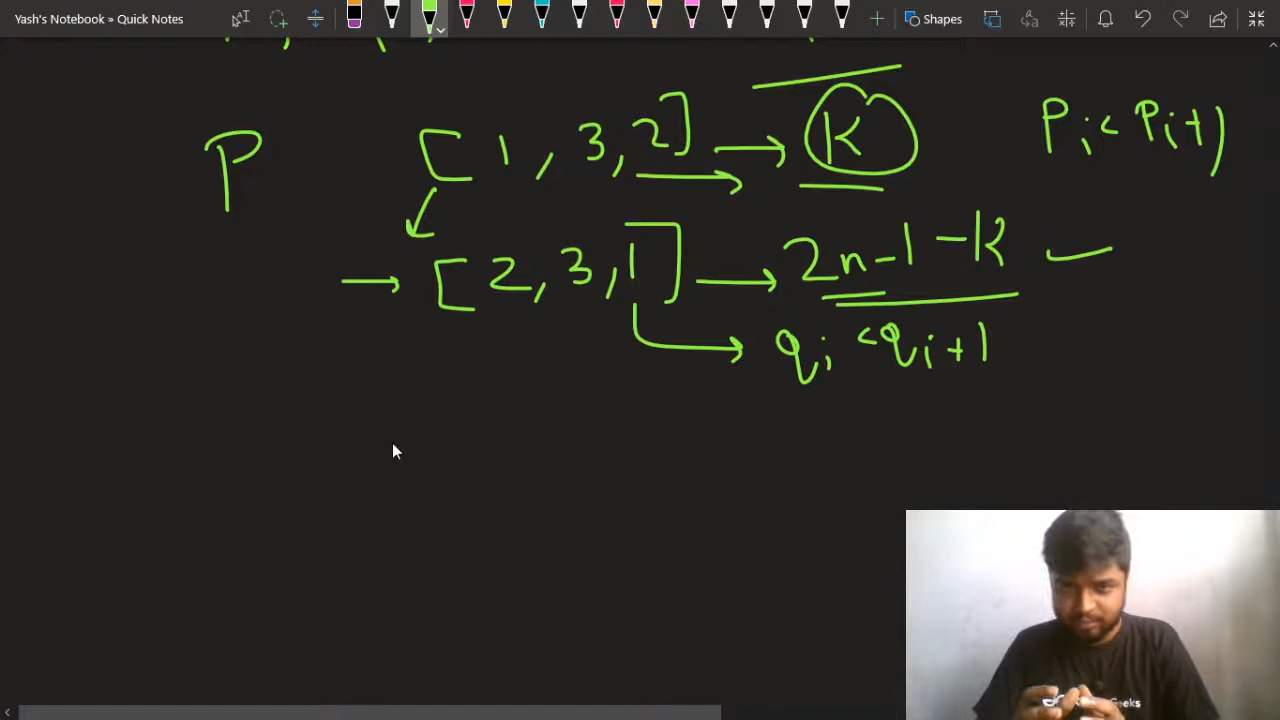 Yash's Notebook » Quick Notes
Shapes
P [1, 3, 2] → K Pi < Pi+1
→ [2, 3, 1] → 2n-1-K
qi < qi+1
Geeks